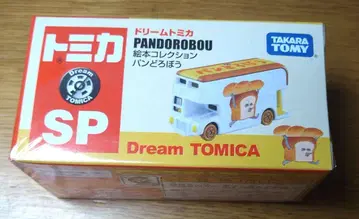 トミカ
Dream
TOMICA
SP
ドリームトミカ
PANDOROBOU
絵本コレクション
パンどろぼう
TAKARA
TOMY
Dream TOMICA